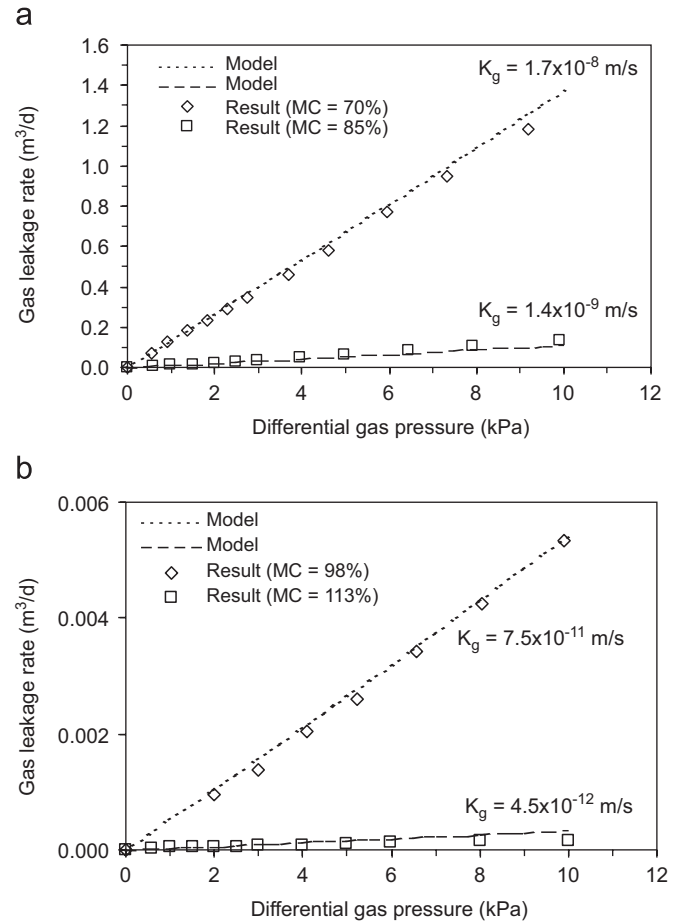 a
1.6
1.4
1.2
1.0
0.8
0.6
0.4
0.2
0.0
Gas leakage rate (m³/d)
Model
Model
Result (MC = 70%)
Result (MC = 85%)
K_g = 1.7x10⁻⁸ m/s
K_g = 1.4x10⁻⁹ m/s
0 2 4 6 8 10 12
Differential gas pressure (kPa)
b
0.006
0.004
0.002
0.000
Gas leakage rate (m³/d)
Model
Model
Result (MC = 98%)
Result (MC = 113%)
K_g = 7.5x10⁻¹¹ m/s
K_g = 4.5x10⁻¹² m/s
0 2 4 6 8 10 12
Differential gas pressure (kPa)